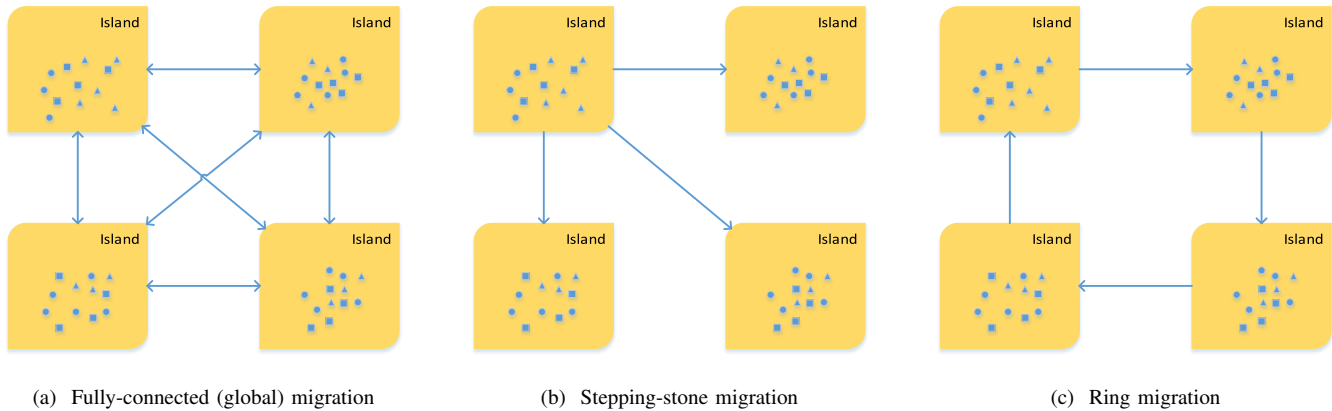 Island
Island
Island
Island
Island
Island
Island
Island
Island
Island
Island
Island
(a) Fully-connected (global) migration
(b) Stepping-stone migration
(c) Ring migration